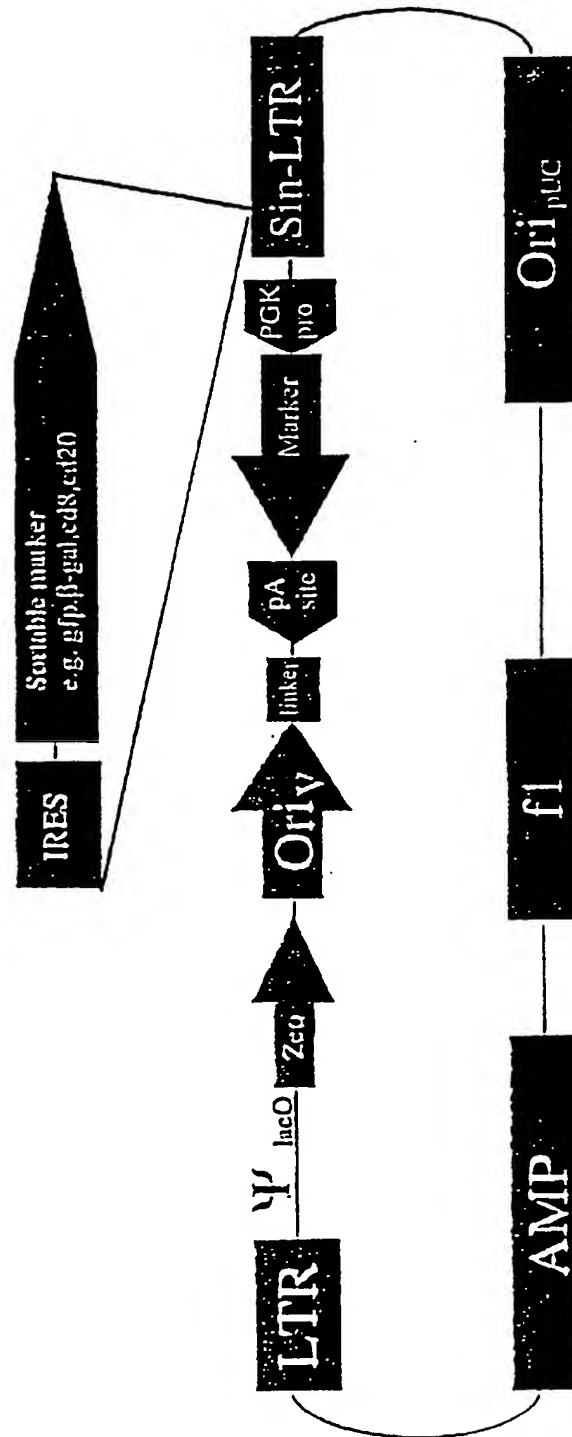 IRES
Sortable marker
e.g. gfp,β-gal,cd8,cd20
LTR
Ψ
lacO
Zeo
Oriv
linker
pA
site
Marker
PGK
pro
Sin-LTR
AMP
f1
Ori pUC